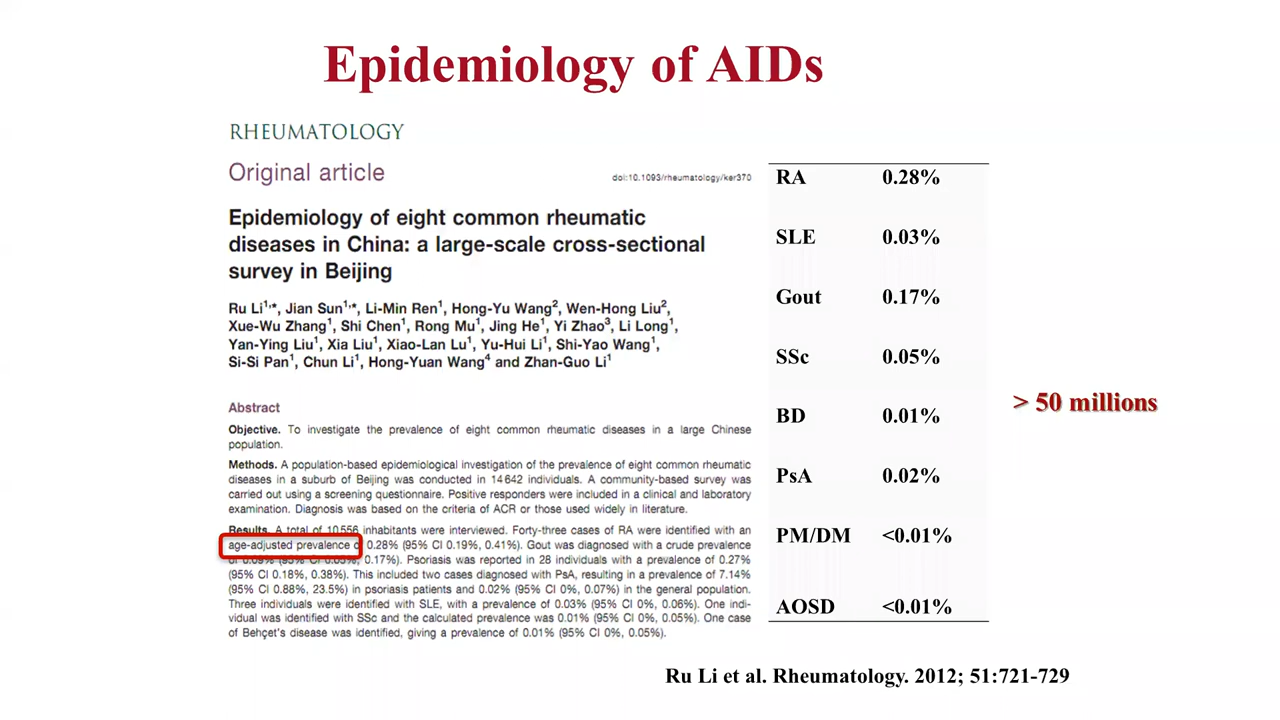 Epidemiology of AIDs
RHEUMATOLOGY
Original article
doi:10.1093/rheumatology/ker370
Epidemiology of eight common rheumatic
diseases in China: a large-scale cross-sectional
survey in Beijing
Ru Li1,*, Jian Sun1,*, Li-Min Ren1, Hong-Yu Wang2, Wen-Hong Liu2,
Xue-Wu Zhang1, Shi Chen1, Rong Mu1, Jing He1, Yi Zhao3, Li Long1,
Yan-Ying Liu1, Xia Liu1, Xiao-Lan Lu1, Yu-Hui Li1, Shi-Yao Wang1,
Si-Si Pan1, Chun Li1, Hong-Yuan Wang4 and Zhan-Guo Li1
Abstract
Objective. To investigate the prevalence of eight common rheumatic diseases in a large Chinese
population.
Methods. A population-based epidemiological investigation of the prevalence of eight common rheumatic
diseases in a suburb of Beijing was conducted in 14 642 individuals. A community-based survey was
carried out using a screening questionnaire. Positive responders were included in a clinical and laboratory
examination. Diagnosis was based on the criteria of ACR or those used widely in literature.
Results. A total of 10 556 inhabitants were interviewed. Forty-three cases of RA were identified with an
age-adjusted prevalence of 0.28% (95% CI 0.19%, 0.41%). Gout was diagnosed with a crude prevalence
of 0.09% (95% CI 0.05%, 0.17%). Psoriasis was reported in 28 individuals with a prevalence of 0.27%
(95% CI 0.18%, 0.38%). This included two cases diagnosed with PsA, resulting in a prevalence of 7.14%
(95% CI 0.88%, 23.5%) in psoriasis patients and 0.02% (95% CI 0%, 0.07%) in the general population.
Three individuals were identified with SLE, with a prevalence of 0.03% (95% CI 0%, 0.06%). One indi-
vidual was identified with SSc and the calculated prevalence was 0.01% (95% CI 0%, 0.05%). One case
of Behçet's disease was identified, giving a prevalence of 0.01% (95% CI 0%, 0.05%).
RA 0.28%
SLE 0.03%
Gout 0.17%
SSc 0.05%
BD 0.01%
PsA 0.02%
PM/DM <0.01%
AOSD <0.01%
> 50 millions
Ru Li et al. Rheumatology. 2012; 51:721-729